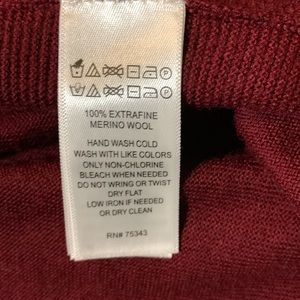 100% EXTRAFINE
MERINO WOOL
HAND WASH COLD
WASH WITH LIKE COLORS
ONLY NON-CHLORINE
BLEACH WHEN NEEDED
DO NOT WRING OR TWIST
DRY FLAT
LOW IRON IF NEEDED
OR DRY CLEAN
RN# 75343